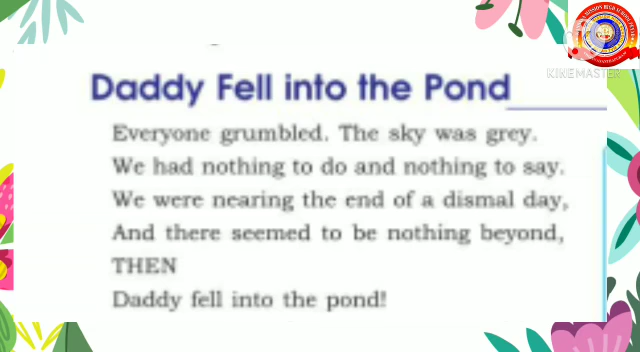 KINEMASTER
Daddy Fell into the Pond
Everyone grumbled. The sky was grey.
We had nothing to do and nothing to say.
We were nearing the end of a dismal day,
And there seemed to be nothing beyond,
THEN
Daddy fell into the pond!